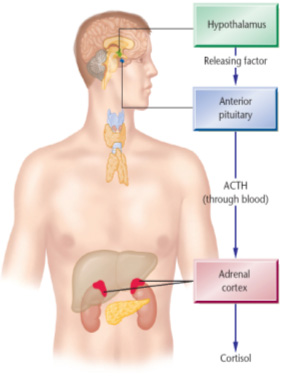 Hypothalamus
Releasing factor
Anterior
pituitary
ACTH
(through blood)
Adrenal
cortex
Cortisol